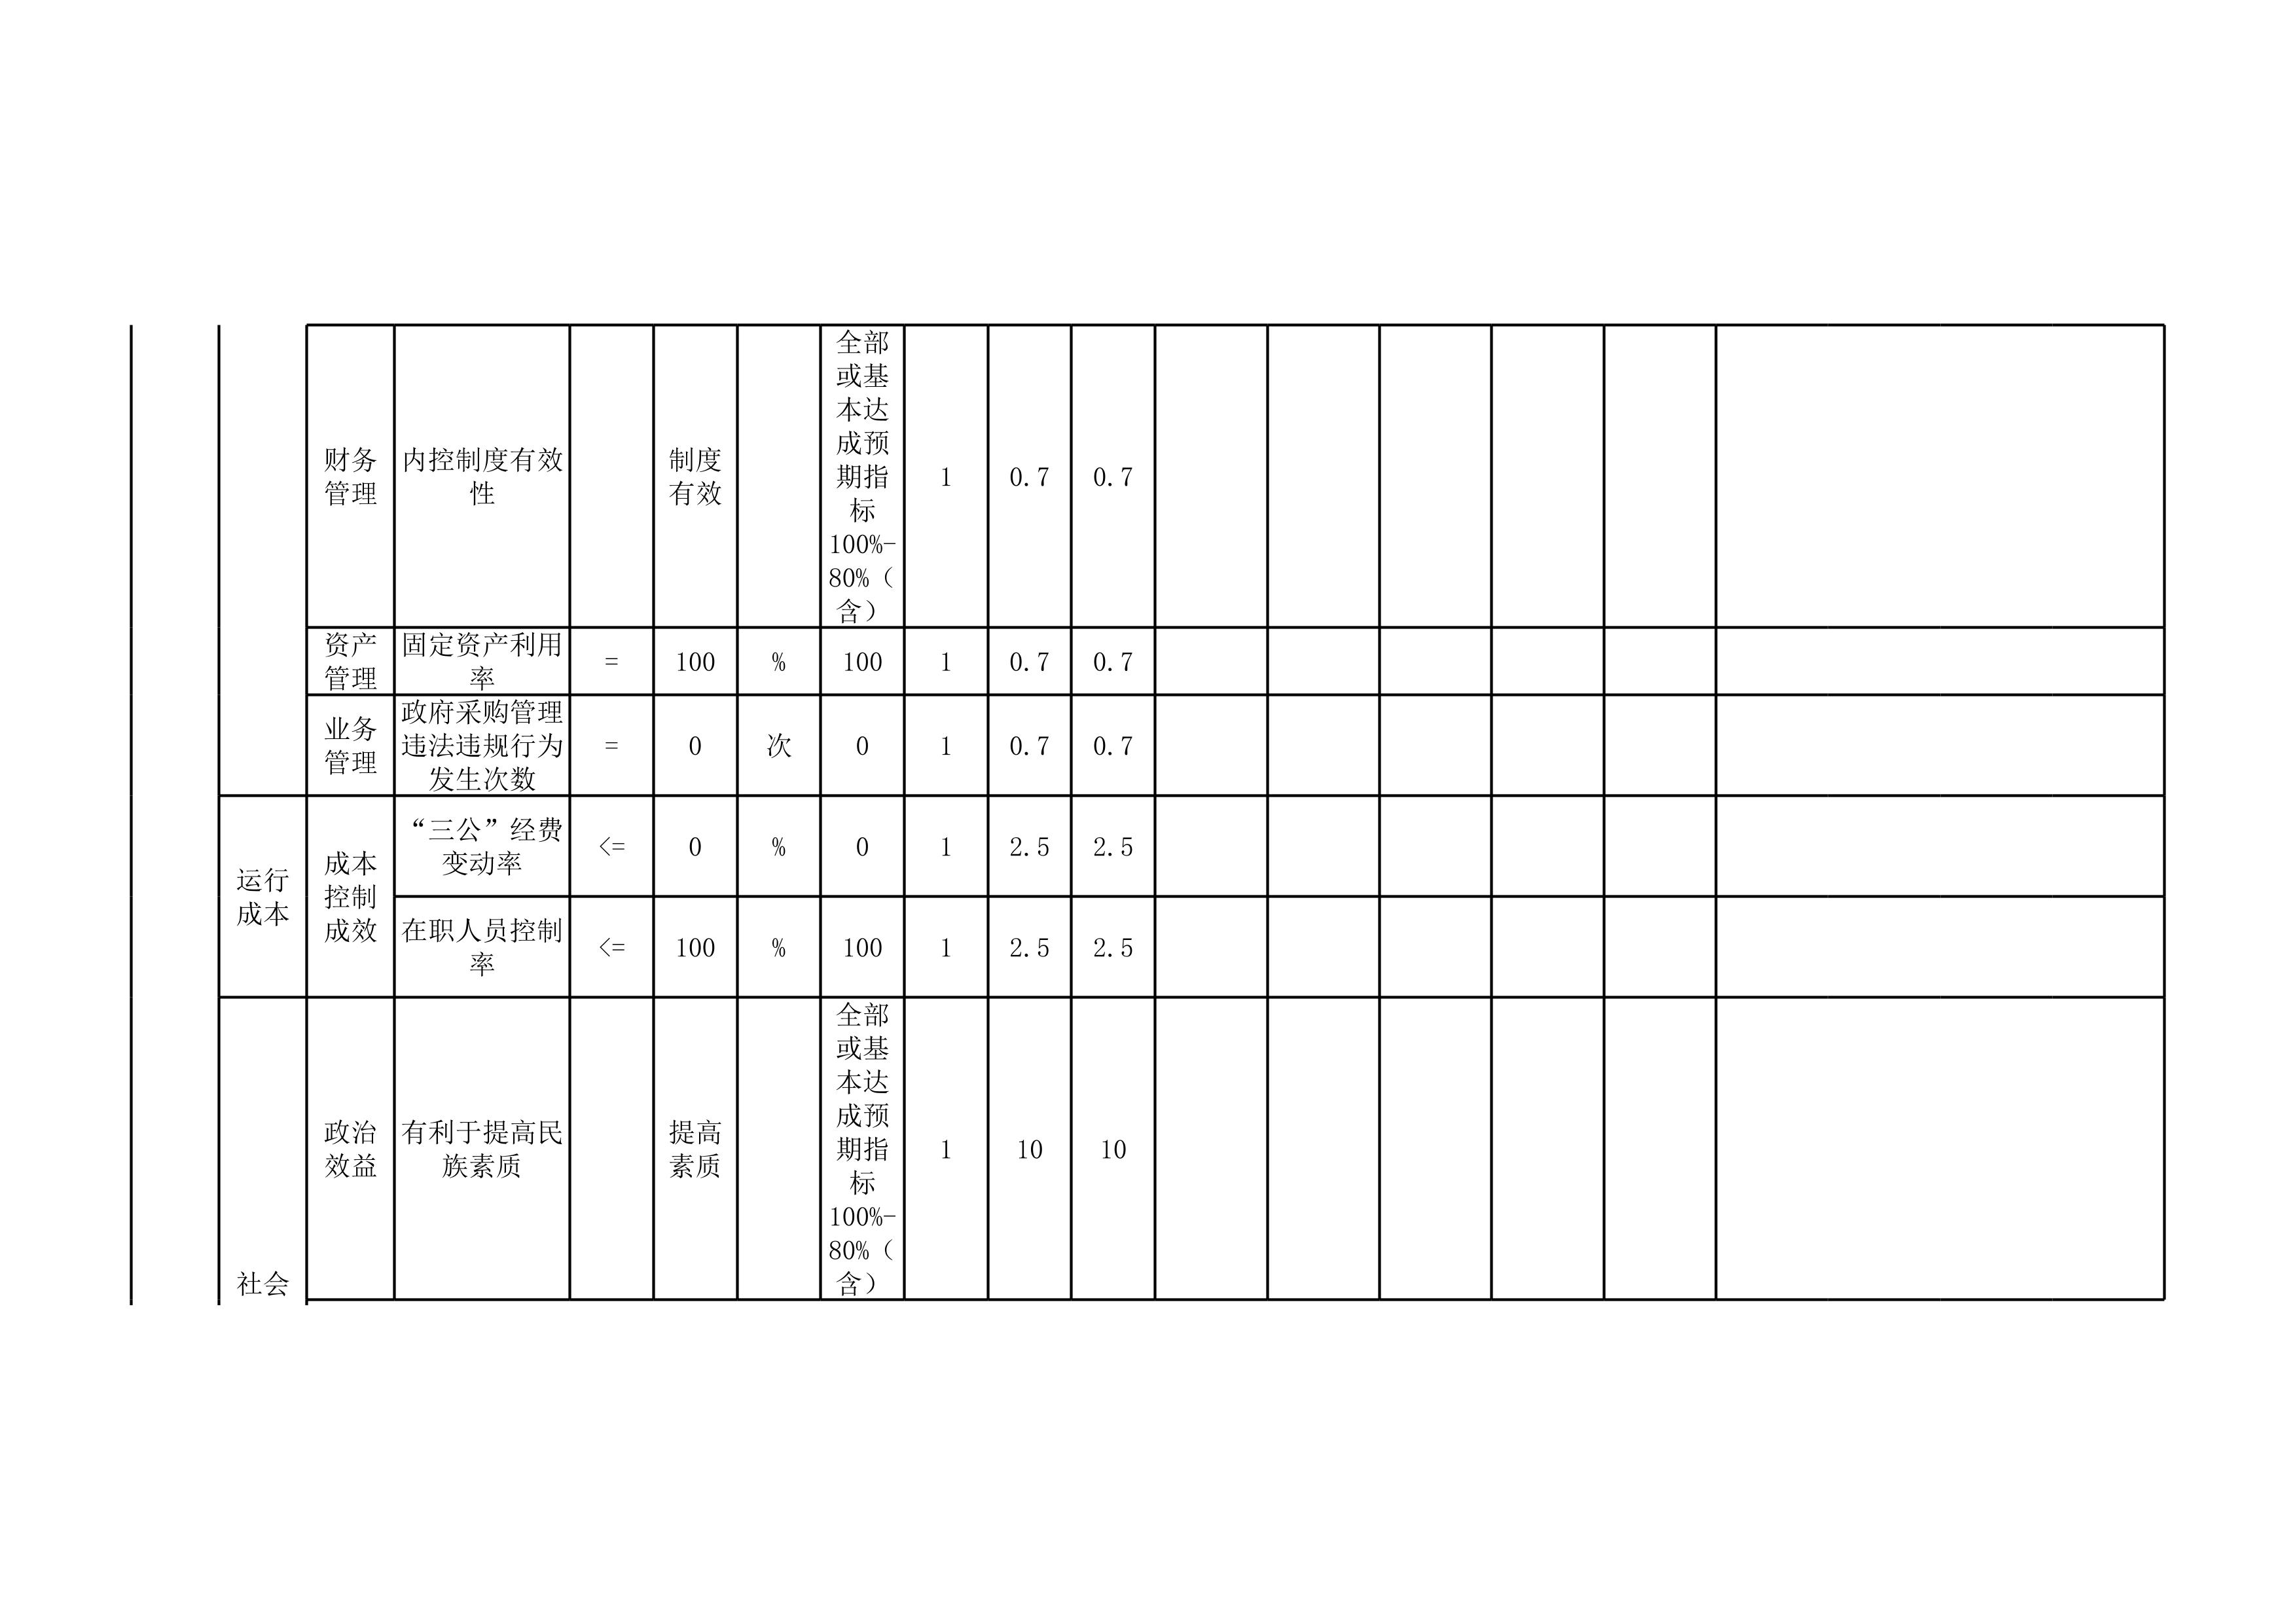 财务
管理
内控制度有效
性
制度
有效
全部
或基
本达
成预
期指
标
100%-
80%（
含）
1
0.7
0.7
资产
管理
固定资产利用
率
=
100
%
100
1
0.7
0.7
业务
管理
政府采购管理
违法违规行为
发生次数
=
0
次
0
1
0.7
0.7
运行
成本
成本
控制
成效
“三公”经费
变动率
<=
0
%
0
1
2.5
2.5
在职人员控制
率
<=
100
%
100
1
2.5
2.5
社会
政治
效益
有利于提高民
族素质
提高
素质
全部
或基
本达
成预
期指
标
100%-
80%（
含）
1
10
10